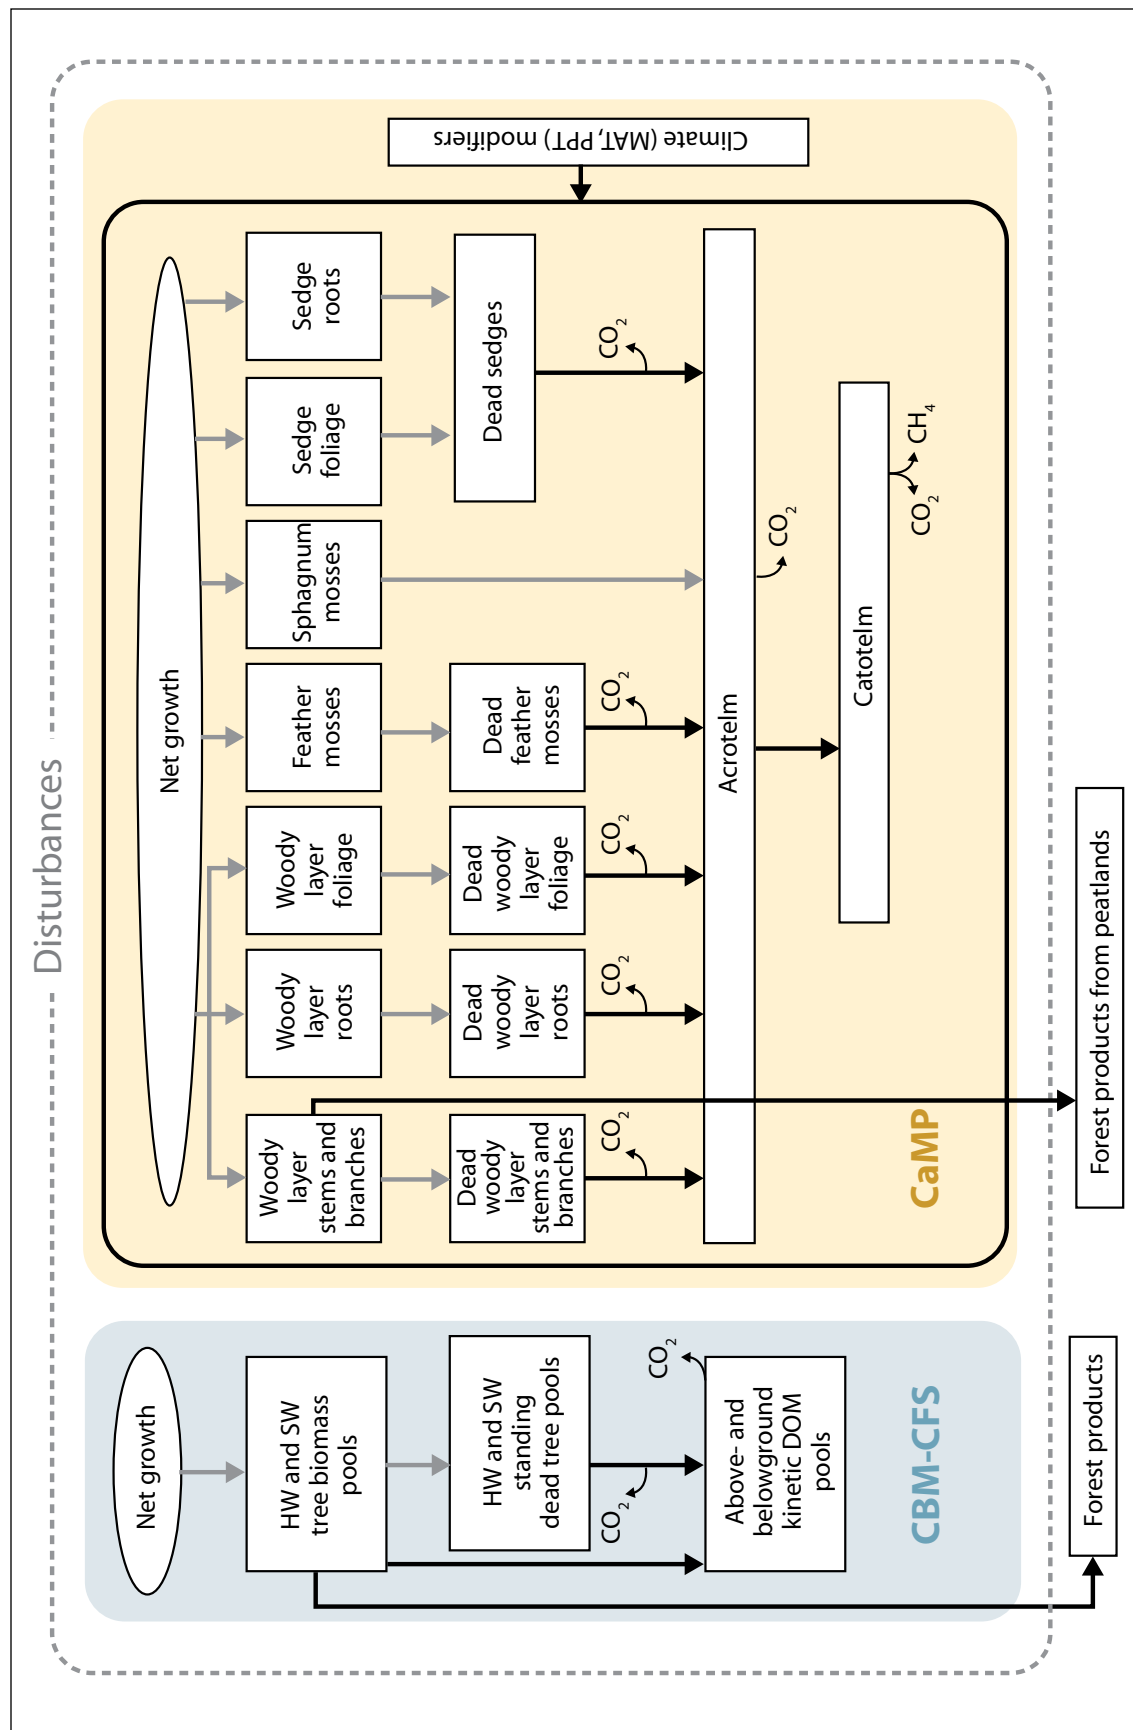 Disturbances
Net growth
HW and SW
tree biomass
pools
HW and SW
standing
dead tree pools
CO2
Above- and
belowground
kinetic DOM
pools
CO2
CBM-CFS
Forest products
Net growth
Woody
layer
stems and
branches
Woody
layer
roots
Woody
layer
foliage
Feather
mosses
Sphagnum
mosses
Sedge
foliage
Sedge
roots
Dead
woody layer
stems and
branches
Dead
woody layer
roots
Dead
woody layer
foliage
Dead
feather
mosses
Dead sedges
CO2
CO2
CO2
CO2
CO2
Acrotelm
CO2
Catotelm
CO2
CH4
Climate (MAT, PPT) modifiers
CaMP
Forest products from peatlands